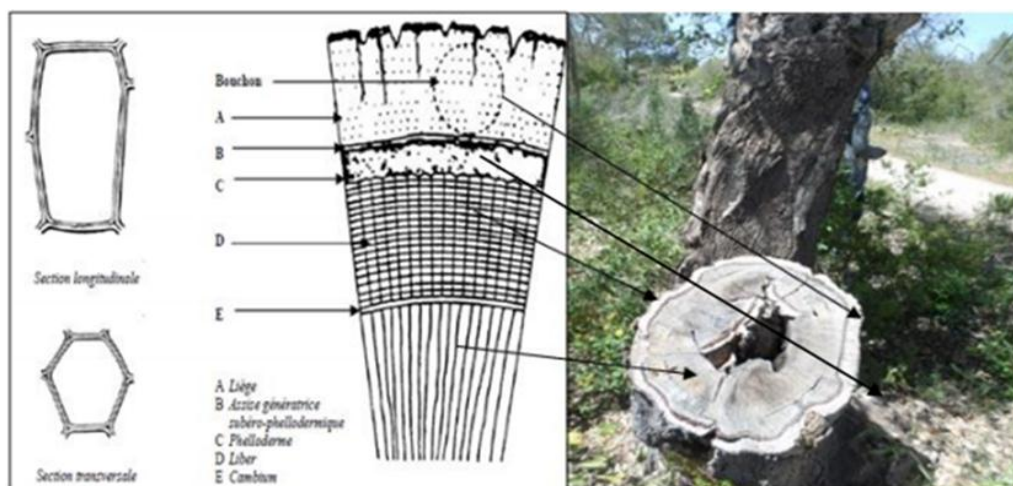 Bouchon
A
B
C
D
E
Section longitudinale
Section transversale
A Liège
B Assise génératrice
subéro-phellodermique
C Phelloderme
D Liber
E Cambium